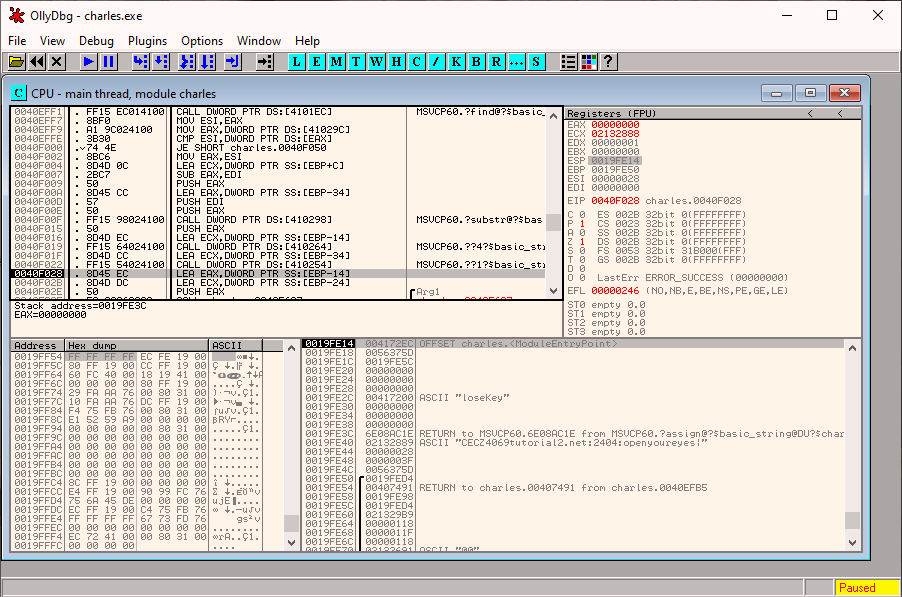 OllyDbg - charles.exe
File View Debug Plugins Options Window Help
L E M T W H C / K B R ... S ?
C CPU - main thread, module charles
0040EFF1 . FF15 EC014100 CALL DWORD PTR DS:[4101EC] MSVCP60.?find@?$basic_
0040EFF7 . 8BF0 MOV ESI,EAX
0040EFF9 . A1 9C024100 MOV EAX,DWORD PTR DS:[41029C]
0040EFFE . 3B30 CMP ESI,DWORD PTR DS:[EAX]
0040F000 . 74 4E JE SHORT charles.0040F050
0040F002 . 8BC6 MOV EAX,ESI
0040F004 . 8D4D 0C LEA ECX,DWORD PTR SS:[EBP+C]
0040F007 . 2BC7 SUB EAX,EDI
0040F009 . 50 PUSH EAX
0040F00A . 8D45 CC LEA EAX,DWORD PTR SS:[EBP-34]
0040F00D . 57 PUSH EDI
0040F00E . 50 PUSH EAX
0040F00F . FF15 98024100 CALL DWORD PTR DS:[410298] MSVCP60.?substr@?$bas
0040F015 . 50 PUSH EAX
0040F016 . 8D4D EC LEA ECX,DWORD PTR SS:[EBP-14]
0040F019 . FF15 64024100 CALL DWORD PTR DS:[410264] MSVCP60.??4?$basic_str
0040F01F . 8D4D CC LEA ECX,DWORD PTR SS:[EBP-34]
0040F022 . FF15 54024100 CALL DWORD PTR DS:[410254] MSVCP60.??1?$basic_str
0040F028 . 8D45 EC LEA EAX,DWORD PTR SS:[EBP-14]
0040F02B . 8D4D DC LEA ECX,DWORD PTR SS:[EBP-24]
0040F02E . 50 PUSH EAX Arg1
Stack address=0019FE3C
EAX=00000000
Registers (FPU) < <
EAX 00000000
ECX 02132888
EDX 00000001
EBX 00000000
ESP 0019FE14
EBP 0019FE50
ESI 00000028
EDI 00000000
EIP 0040F028 charles.0040F028
C 0 ES 002B 32bit 0(FFFFFFFF)
P 1 CS 0023 32bit 0(FFFFFFFF)
A 0 SS 002B 32bit 0(FFFFFFFF)
Z 1 DS 002B 32bit 0(FFFFFFFF)
S 0 FS 0053 32bit 31B000(FFF)
T 0 GS 002B 32bit 0(FFFFFFFF)
D 0
O 0 LastErr ERROR_SUCCESS (00000000)
EFL 00000246 (NO,NB,E,BE,NS,PE,GE,LE)
ST0 empty 0.0
ST1 empty 0.0
ST2 empty 0.0
ST3 empty 0.0
Address Hex dump ASCII
0019FF54 FF FF FF FF EC FE 19 00
0019FF5C 80 FF 19 00 CC FF 19 00
0019FF64 60 FC 40 00 18 19 41 00
0019FF6C 00 00 00 00 80 FF 19 00
0019FF74 29 FA AA 76 00 80 31 00
0019FF7C 10 FA AA 76 DC FF 19 00
0019FF84 F4 75 FB 76 00 80 31 00
0019FF8C E1 52 59 A9 00 00 00 00
0019FF94 00 00 00 00 00 80 31 00
0019FF9C 00 00 00 00 00 00 00 00
0019FFA4 00 00 00 00 00 00 00 00
0019FFAC 00 00 00 00 00 00 00 00
0019FFB4 00 00 00 00 00 00 00 00
0019FFBC 00 00 00 00 00 00 00 00
0019FFC4 8C FF 19 00 00 00 00 00
0019FFCC E4 FF 19 00 90 99 FC 76
0019FFD4 75 6A 45 DE 00 00 00 00
0019FFDC EC FF 19 00 C4 75 FB 76
0019FFE4 FF FF FF FF 67 73 FD 76
0019FFEC 00 00 00 00 00 00 00 00
0019FFF4 EC 72 41 00 00 80 31 00
0019FFFC 00 00 00 00
0019FE14 004172EC OFFSET charles.<ModuleEntryPoint>
0019FE18 0056375D
0019FE1C 0019FE5C
0019FE20 00000000
0019FE24 00000000
0019FE28 00000000
0019FE2C 00417200 ASCII "loseKey"
0019FE30 00000000
0019FE34 00000000
0019FE38 00000000
0019FE3C 6E08AC1E RETURN to MSVCP60.6E08AC1E from MSVCP60.?assign@?$basic_string@DU?$char
0019FE40 02132889 ASCII "CECZ4069tutorial2.net:2404:openyoureyes!"
0019FE44 00000028
0019FE48 0000003F
0019FE4C 0056375D
0019FE50 0019FED4
0019FE54 00407491 RETURN to charles.00407491 from charles.0040EFB5
0019FE58 0019FE98
0019FE5C 0019FED4
0019FE60 021329B9
0019FE64 00000118
0019FE68 0000011F
0019FE6C 00000118
0019FE70 02132691 ASCII "00"
Paused